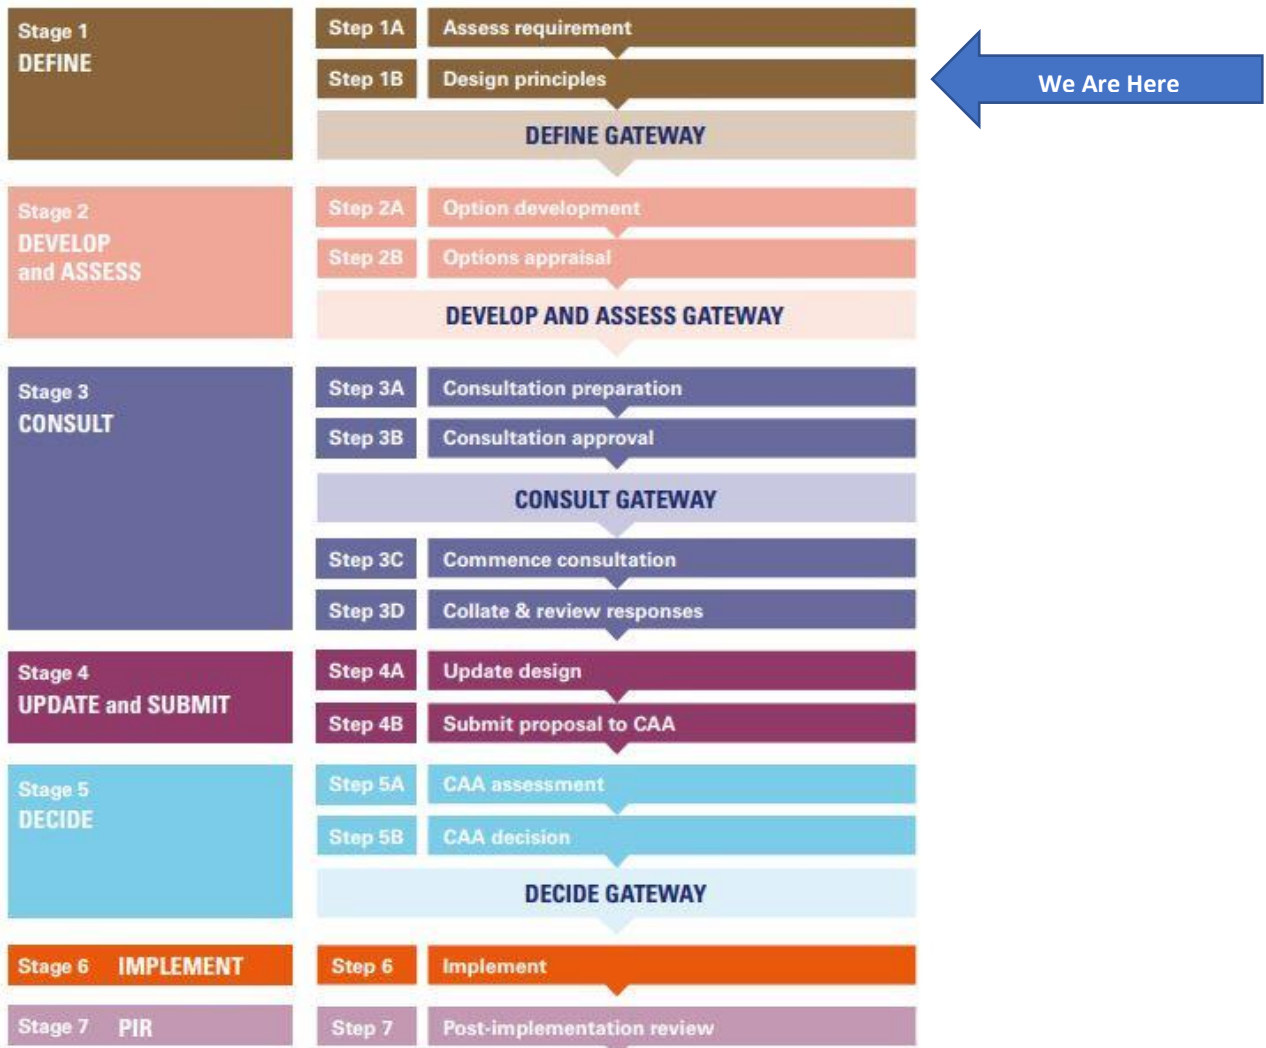 Stage 1
DEFINE
Step 1A Assess requirement
Step 1B Design principles
We Are Here
DEFINE GATEWAY
Stage 2
DEVELOP
and ASSESS
Step 2A Option development
Step 2B Options appraisal
DEVELOP AND ASSESS GATEWAY
Stage 3
CONSULT
Step 3A Consultation preparation
Step 3B Consultation approval
CONSULT GATEWAY
Step 3C Commence consultation
Step 3D Collate & review responses
Stage 4
UPDATE and SUBMIT
Step 4A Update design
Step 4B Submit proposal to CAA
Stage 5
DECIDE
Step 5A CAA assessment
Step 5B CAA decision
DECIDE GATEWAY
Stage 6 IMPLEMENT
Step 6 Implement
Stage 7 PIR
Step 7 Post-implementation review